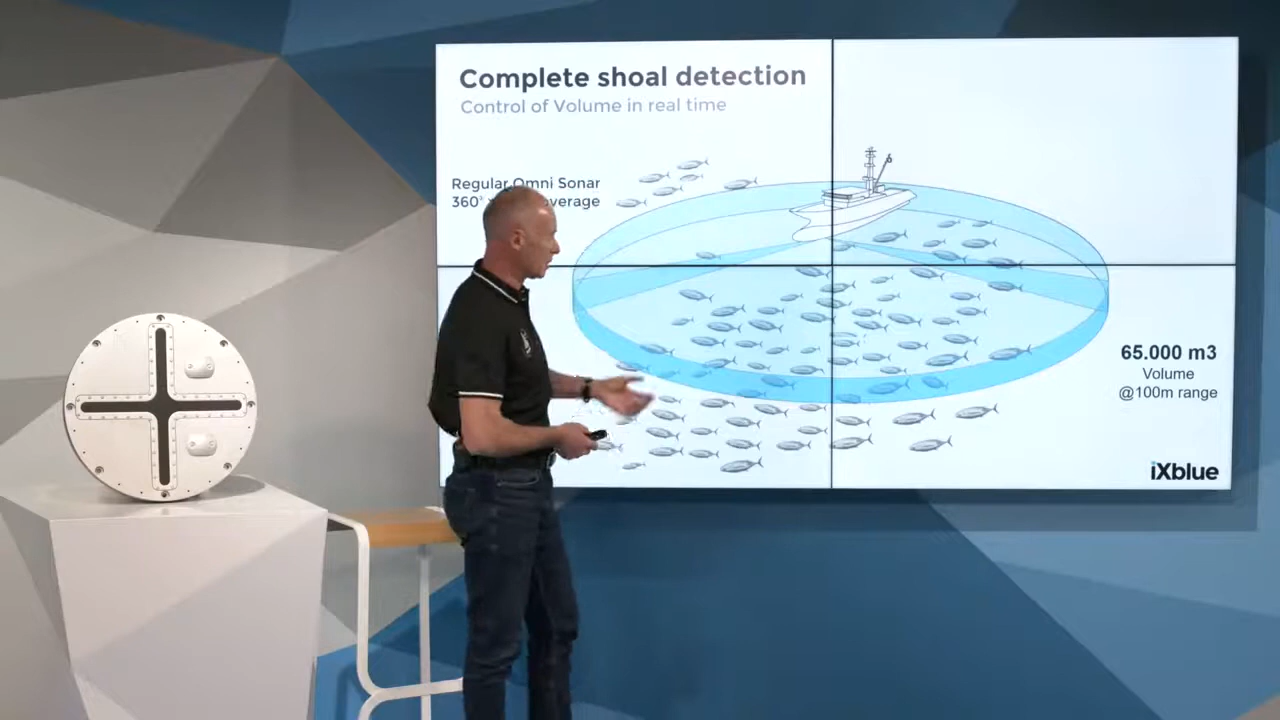 Complete shoal detection
Control of Volume in real time
Regular Omni Sonar
360°
65.000 m3
Volume
@100m range
iXblue